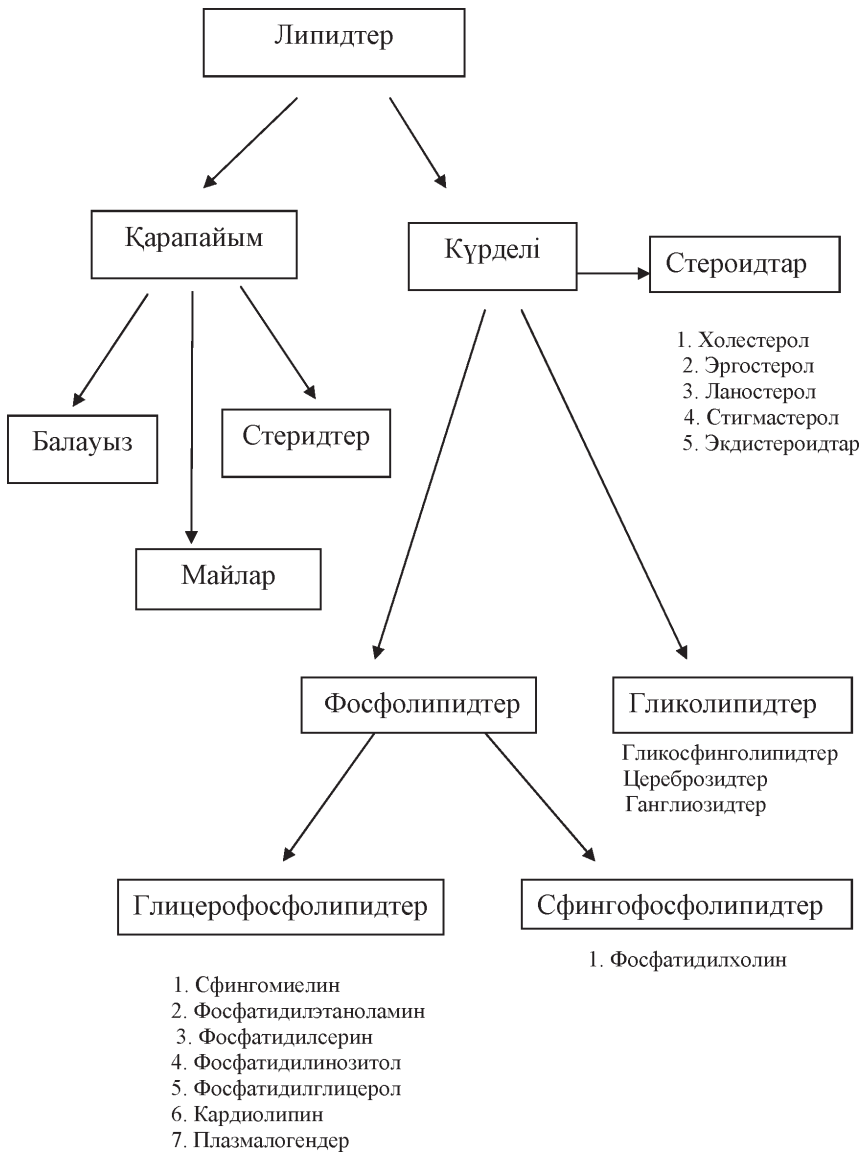 Липидтер
Қарапайым
Күрделі
Стероидтар
1. Холестерол
2. Эргостерол
3. Ланостерол
4. Стигмастерол
5. Экдистероидтар
Балауыз
Стеридтер
Майлар
Фосфолипидтер
Гликолипидтер
Гликосфинголипидтер
Цереброзидтер
Ганглиозидтер
Глицерофосфолипидтер
1. Сфингомиелин
2. Фосфатидилэтаноламин
3. Фосфатидилсерин
4. Фосфатидилинозитол
5. Фосфатидилглицерол
6. Кардиолипин
7. Плазмалогендер
Сфингофосфолипидтер
1. Фосфатидилхолин